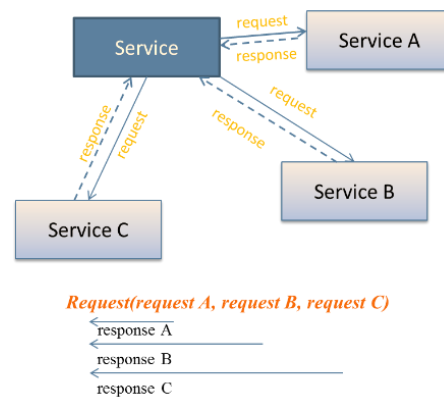 Service
request
response
Service A
request
response
response
request
Service B
Service C
Request(request A, request B, request C)
response A
response B
response C